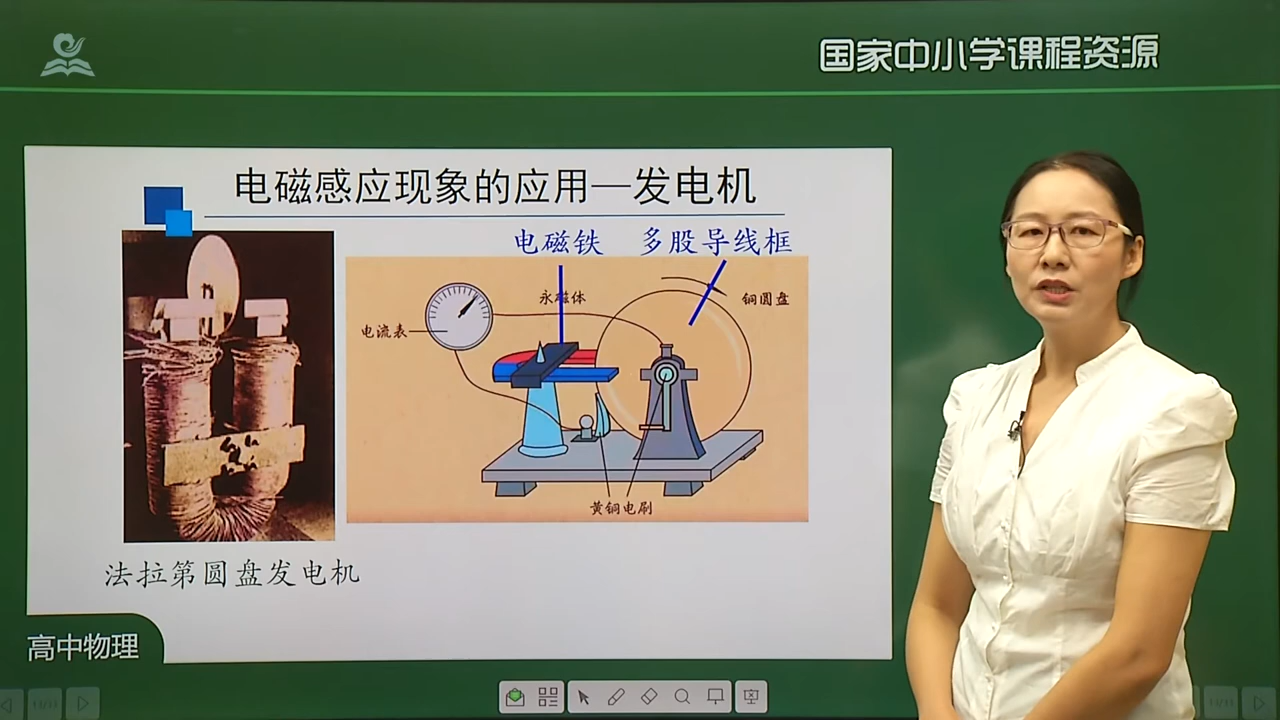 国家中小学课程资源
电磁感应现象的应用—发电机
电磁铁 多股导线框
永磁体
铜圆盘
电流表
黄铜电刷
法拉第圆盘发电机
高中物理